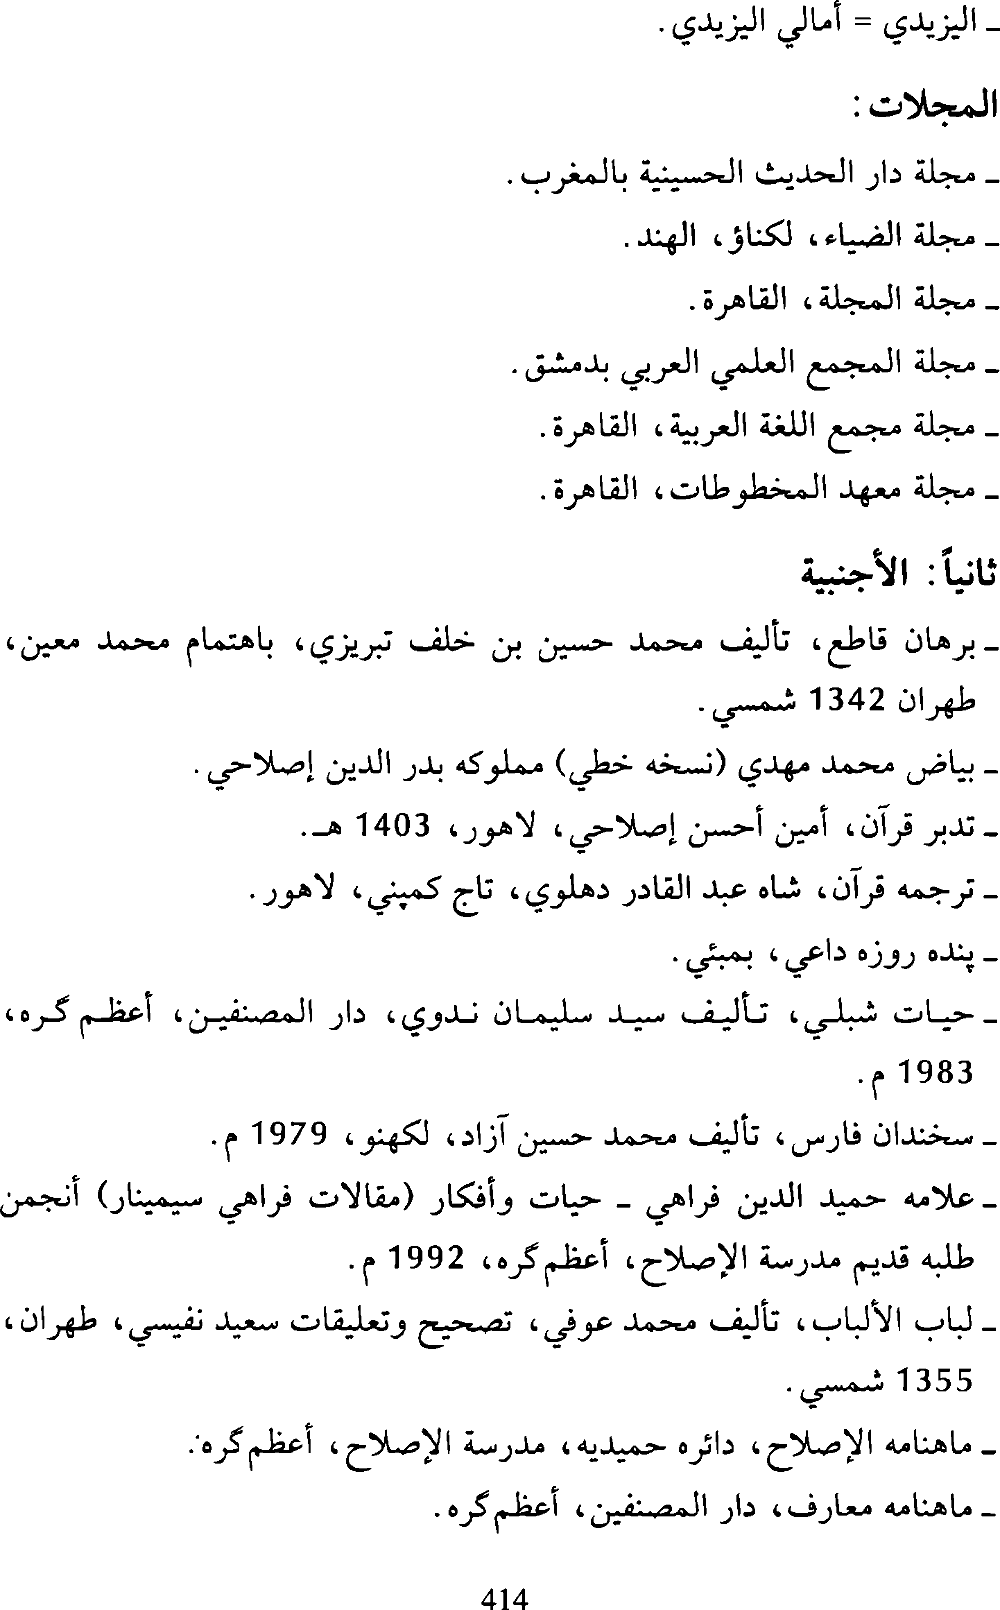 ـ اليزيدي = أمالي اليزيدي.
المجلات:
ـ مجلة دار الحديث الحسينية بالمغرب.
ـ مجلة الضياء، لكناؤ، الهند.
ـ مجلة المجلة، القاهرة.
ـ مجلة المجمع العلمي العربي بدمشق.
ـ مجلة مجمع اللغة العربية، القاهرة.
ـ مجلة معهد المخطوطات، القاهرة.
ثانياً: الأجنبية
ـ برهان قاطع، تأليف محمد حسين بن خلف تبريزي، باهتمام محمد معين،
طهران 1342 شمسي.
ـ بياض محمد مهدي (نسخه خطي) مملوكه بدر الدين إصلاحي.
ـ تدبر قرآن، أمين أحسن إصلاحي، لاهور، 1403 هـ.
ـ ترجمه قرآن، شاه عبد القادر دهلوي، تاج كمپني، لاهور.
ـ پنده روزه داعي، بمبئي.
ـ حيات شبلي، تأليف سيد سليمان ندوي، دار المصنفين، أعظم گره،
1983 م.
ـ سخندان فارس، تأليف محمد حسين آزاد، لكهنو، 1979 م.
ـ علامه حميد الدين فراهي ـ حيات وأفكار (مقالات فراهي سيمينار) أنجمن
طلبه قديم مدرسة الإصلاح، أعظم گره، 1992 م.
ـ لباب الألباب، تأليف محمد عوفي، تصحيح وتعليقات سعيد نفيسي، طهران،
1355 شمسي.
ـ ماهنامه الإصلاح، دائره حميديه، مدرسة الإصلاح، أعظم گره.
ـ ماهنامه معارف، دار المصنفين، أعظم گره.
414